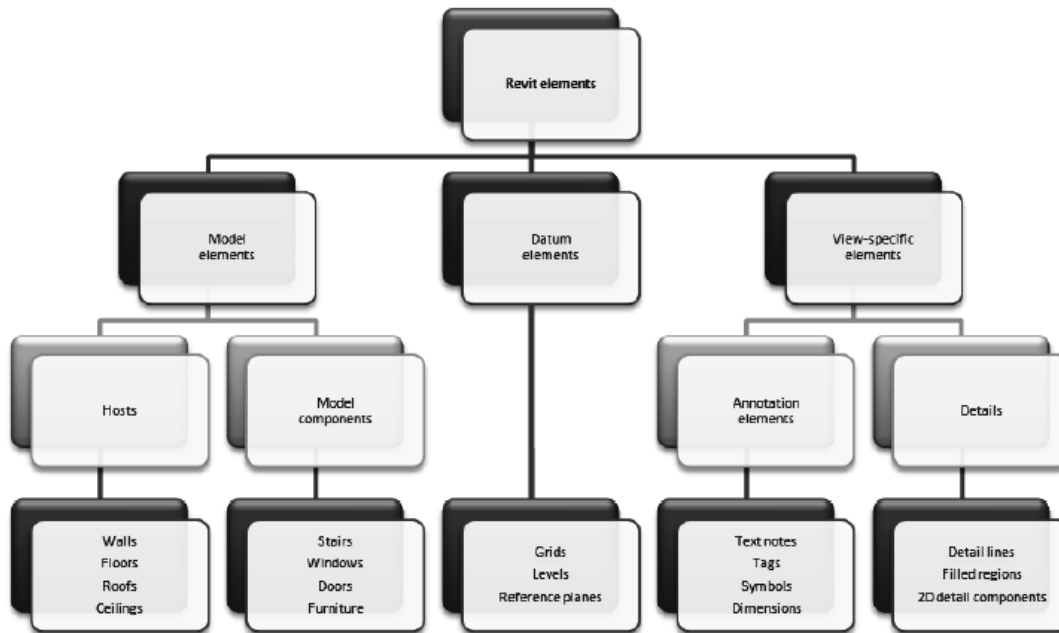 Revit elements
Model
elements
Datum
elements
View-specific
elements
Hosts
Model
components
Annotation
elements
Details
Walls
Floors
Roofs
Ceilings
Stairs
Windows
Doors
Furniture
Grids
Levels
Reference planes
Text notes
Tags
Symbols
Dimensions
Detail lines
Filled regions
2D detail components